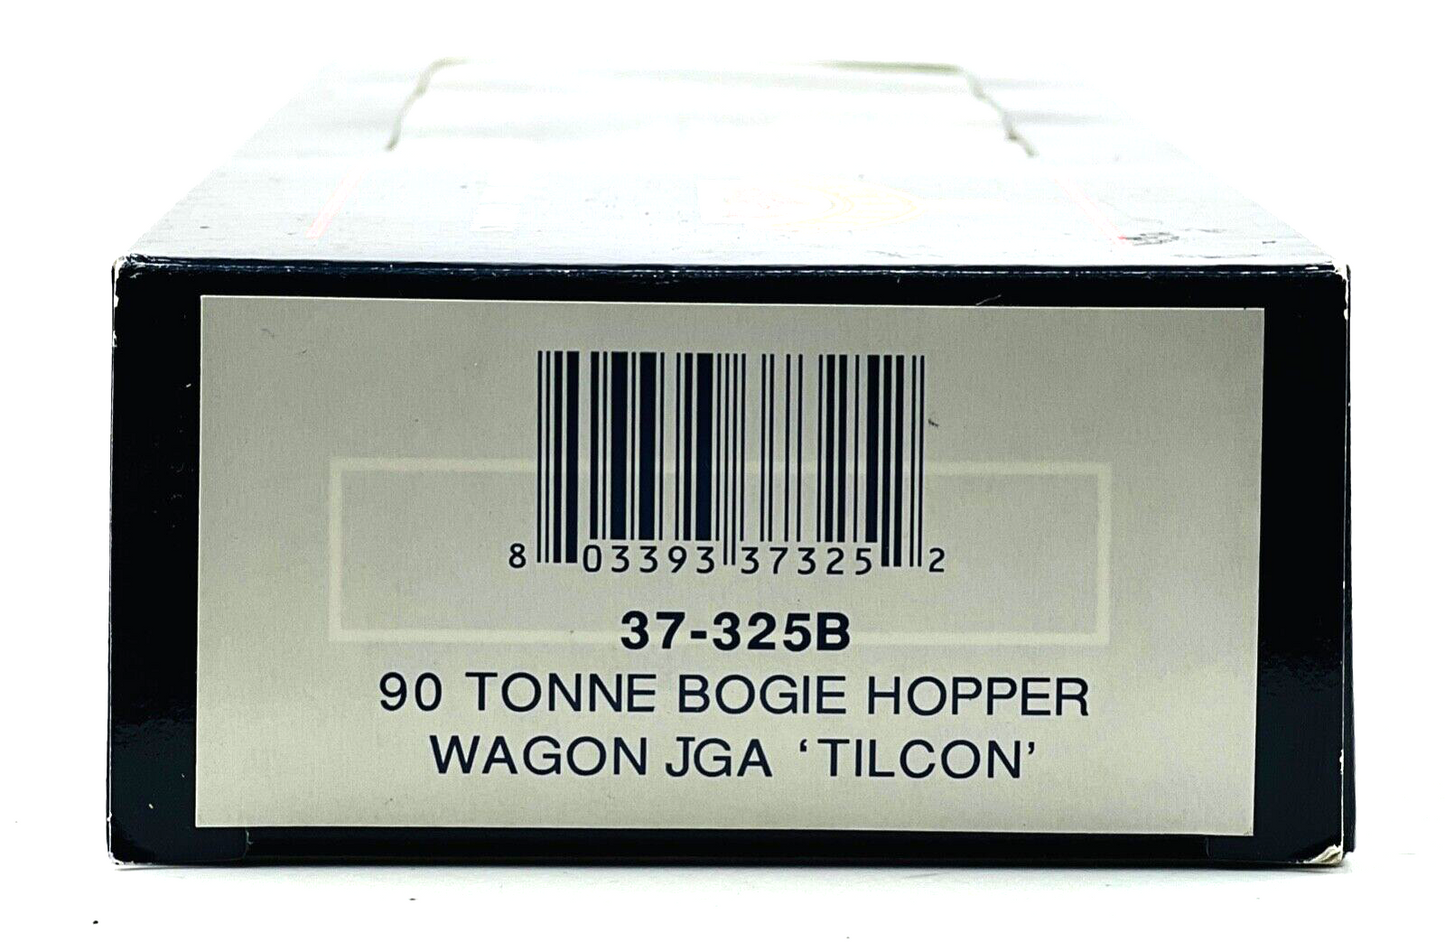 8 03393 37325 2
37-325B
90 TONNE BOGIE HOPPER
WAGON JGA ‘TILCON’